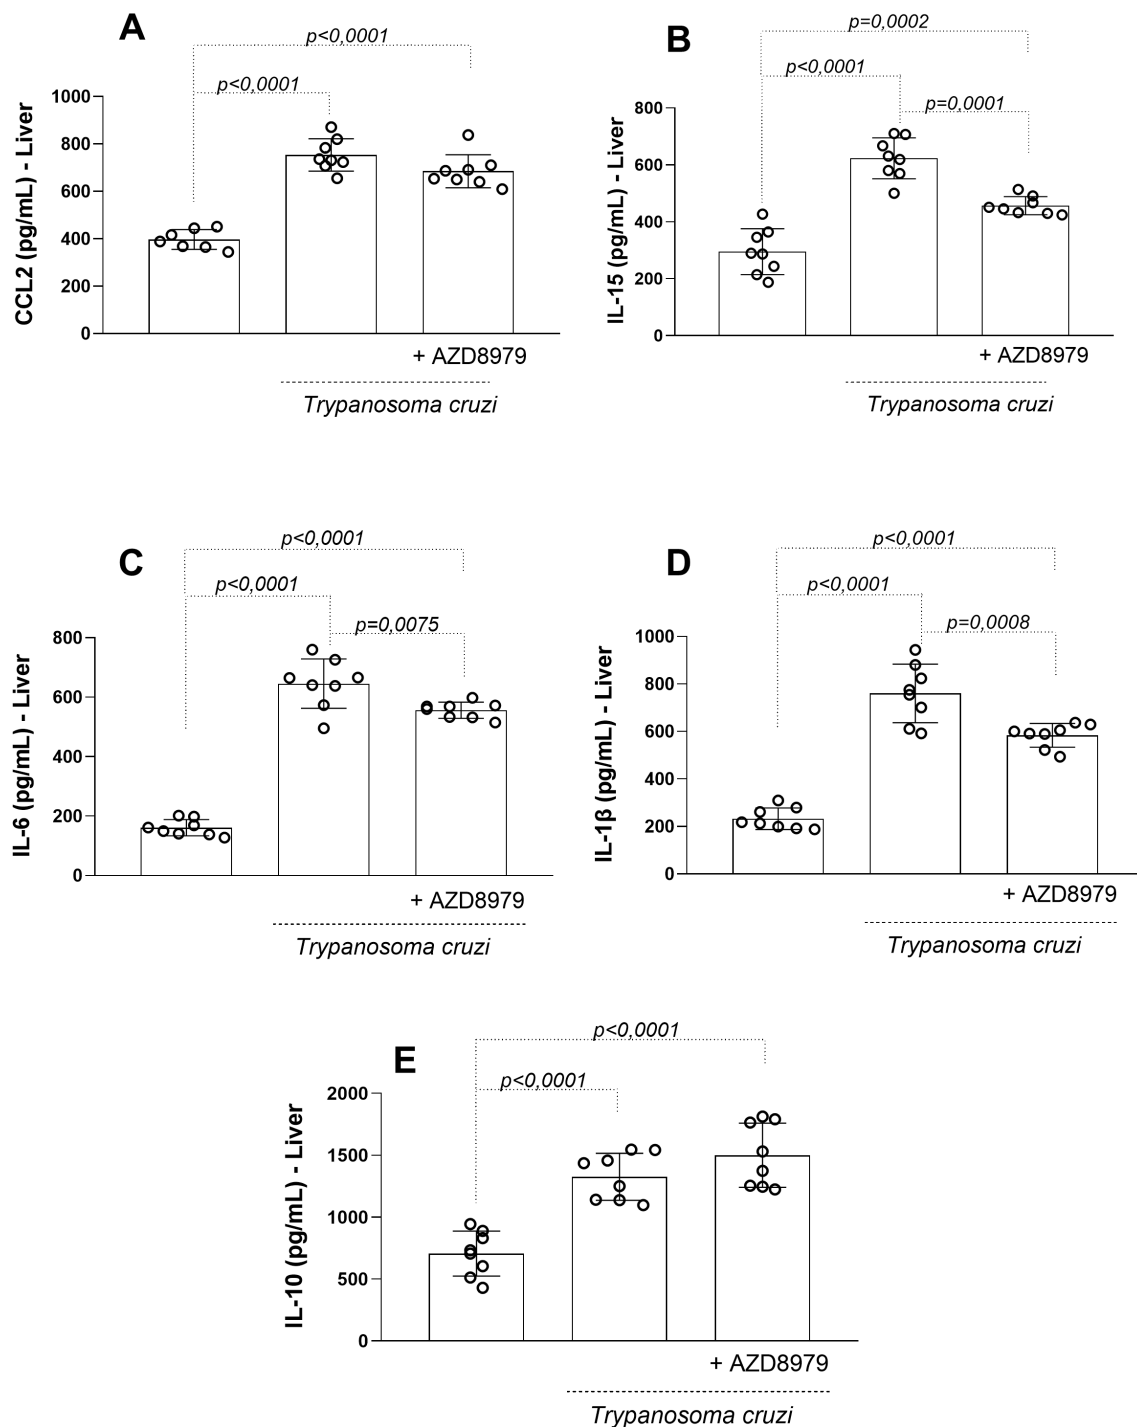 A
p<0,0001
p<0,0001
CCL2 (pg/mL) - Liver
1000
800
600
400
200
0
+ AZD8979
Trypanosoma cruzi
B
p=0,0002
p<0,0001
p=0,0001
IL-15 (pg/mL) - Liver
800
600
400
200
0
+ AZD8979
Trypanosoma cruzi
C
p<0,0001
p<0,0001
p=0,0075
IL-6 (pg/mL) - Liver
800
600
400
200
0
+ AZD8979
Trypanosoma cruzi
D
p<0,0001
p<0,0001
p=0,0008
IL-1β (pg/mL) - Liver
1000
800
600
400
200
0
+ AZD8979
Trypanosoma cruzi
E
p<0,0001
p<0,0001
IL-10 (pg/mL) - Liver
2000
1500
1000
500
0
+ AZD8979
Trypanosoma cruzi